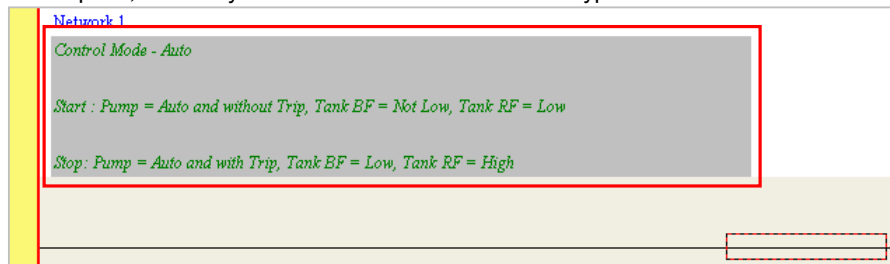 Network 1
Control Mode - Auto
Start : Pump = Auto and without Trip, Tank BF = Not Low, Tank RF = Low
Stop: Pump = Auto and with Trip, Tank BF = Low, Tank RF = High